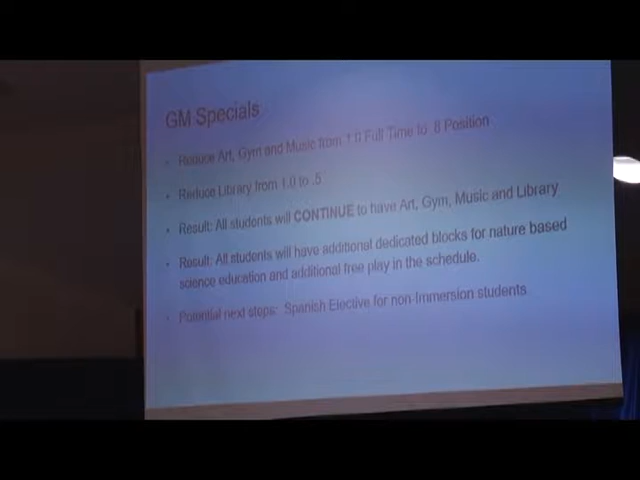 GM Specials
Reduce Art, Gym and Music from 1.0 Full Time to .8 Position
Reduce Library from 1.0 to .5
Result: All students will CONTINUE to have Art, Gym, Music and Library
Result: All students will have additional dedicated blocks for nature based
science education and additional free play in the schedule.
Potential next steps: Spanish Elective for non-Immersion students